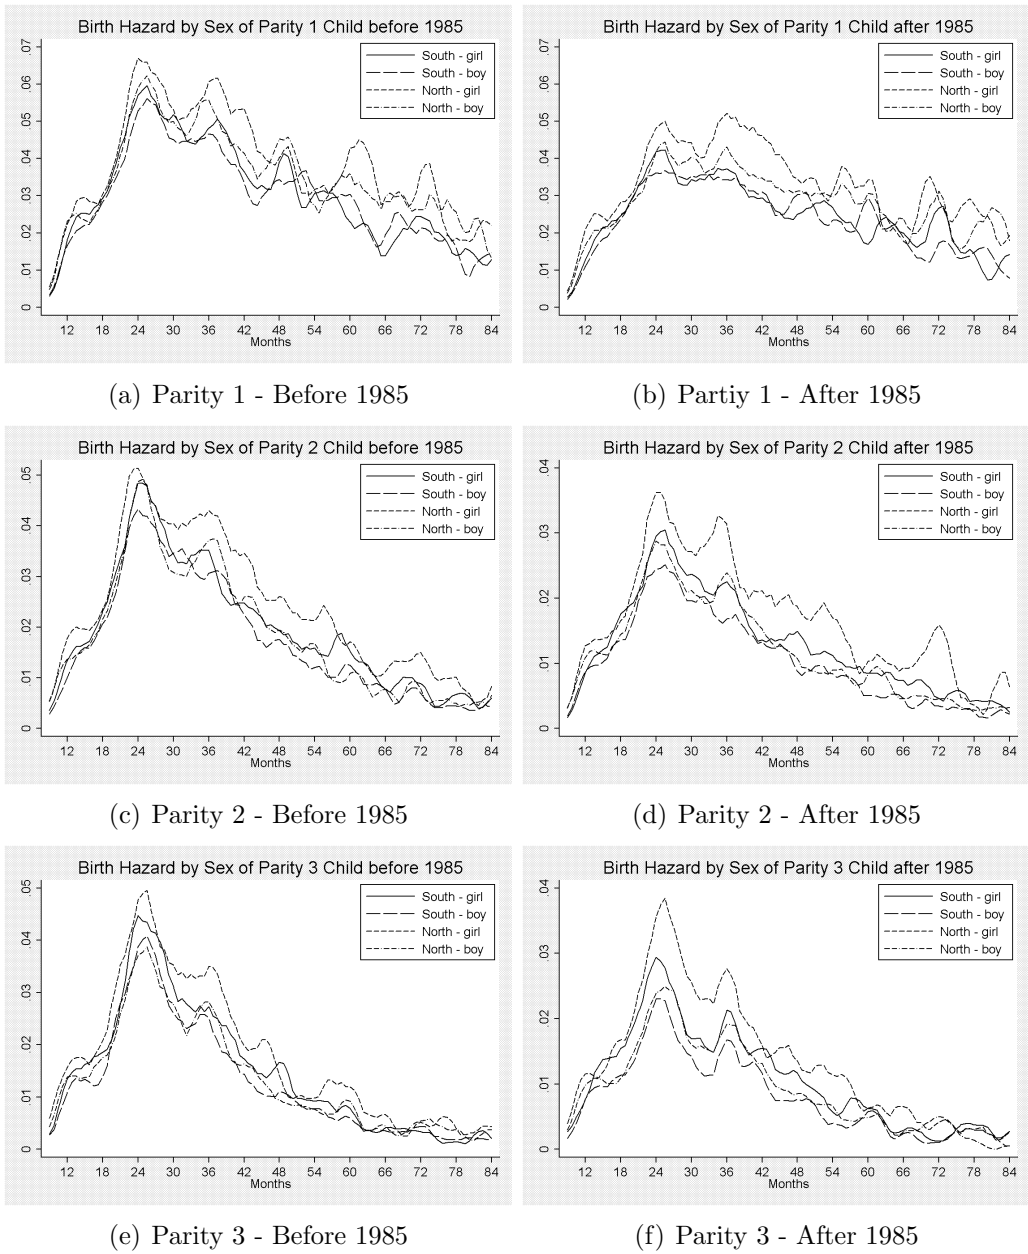 Birth Hazard by Sex of Parity 1 Child before 1985
South - girl
South - boy
North - girl
North - boy
.07
.06
.05
.04
.03
.02
.01
0
12 18 24 30 36 42 48 54 60 66 72 78 84
Months
(a) Parity 1 - Before 1985
Birth Hazard by Sex of Parity 1 Child after 1985
South - girl
South - boy
North - girl
North - boy
.07
.06
.05
.04
.03
.02
.01
0
12 18 24 30 36 42 48 54 60 66 72 78 84
Months
(b) Partiy 1 - After 1985
Birth Hazard by Sex of Parity 2 Child before 1985
South - girl
South - boy
North - girl
North - boy
.05
.04
.03
.02
.01
0
12 18 24 30 36 42 48 54 60 66 72 78 84
Months
(c) Parity 2 - Before 1985
Birth Hazard by Sex of Parity 2 Child after 1985
South - girl
South - boy
North - girl
North - boy
.04
.03
.02
.01
0
12 18 24 30 36 42 48 54 60 66 72 78 84
Months
(d) Parity 2 - After 1985
Birth Hazard by Sex of Parity 3 Child before 1985
South - girl
South - boy
North - girl
North - boy
.05
.04
.03
.02
.01
0
12 18 24 30 36 42 48 54 60 66 72 78 84
Months
(e) Parity 3 - Before 1985
Birth Hazard by Sex of Parity 3 Child after 1985
South - girl
South - boy
North - girl
North - boy
.04
.03
.02
.01
0
12 18 24 30 36 42 48 54 60 66 72 78 84
Months
(f) Parity 3 - After 1985